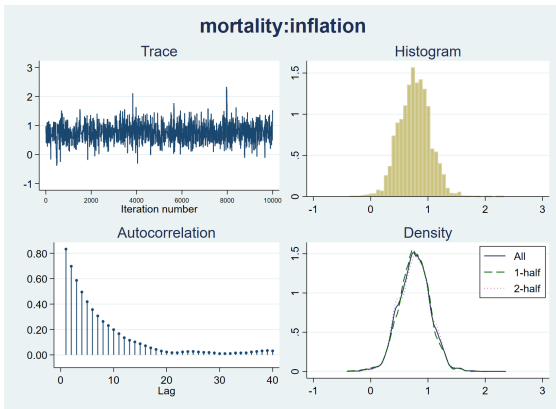 mortality:inflation
Trace
3
2
1
0
-1
0 2000 4000 6000 8000 10000
Iteration number
Histogram
1.5
1
.5
0
-1 0 1 2 3
Autocorrelation
0.80
0.60
0.40
0.20
0.00
0 10 20 30 40
Lag
Density
All
1-half
2-half
1.5
1
.5
0
-1 0 1 2 3